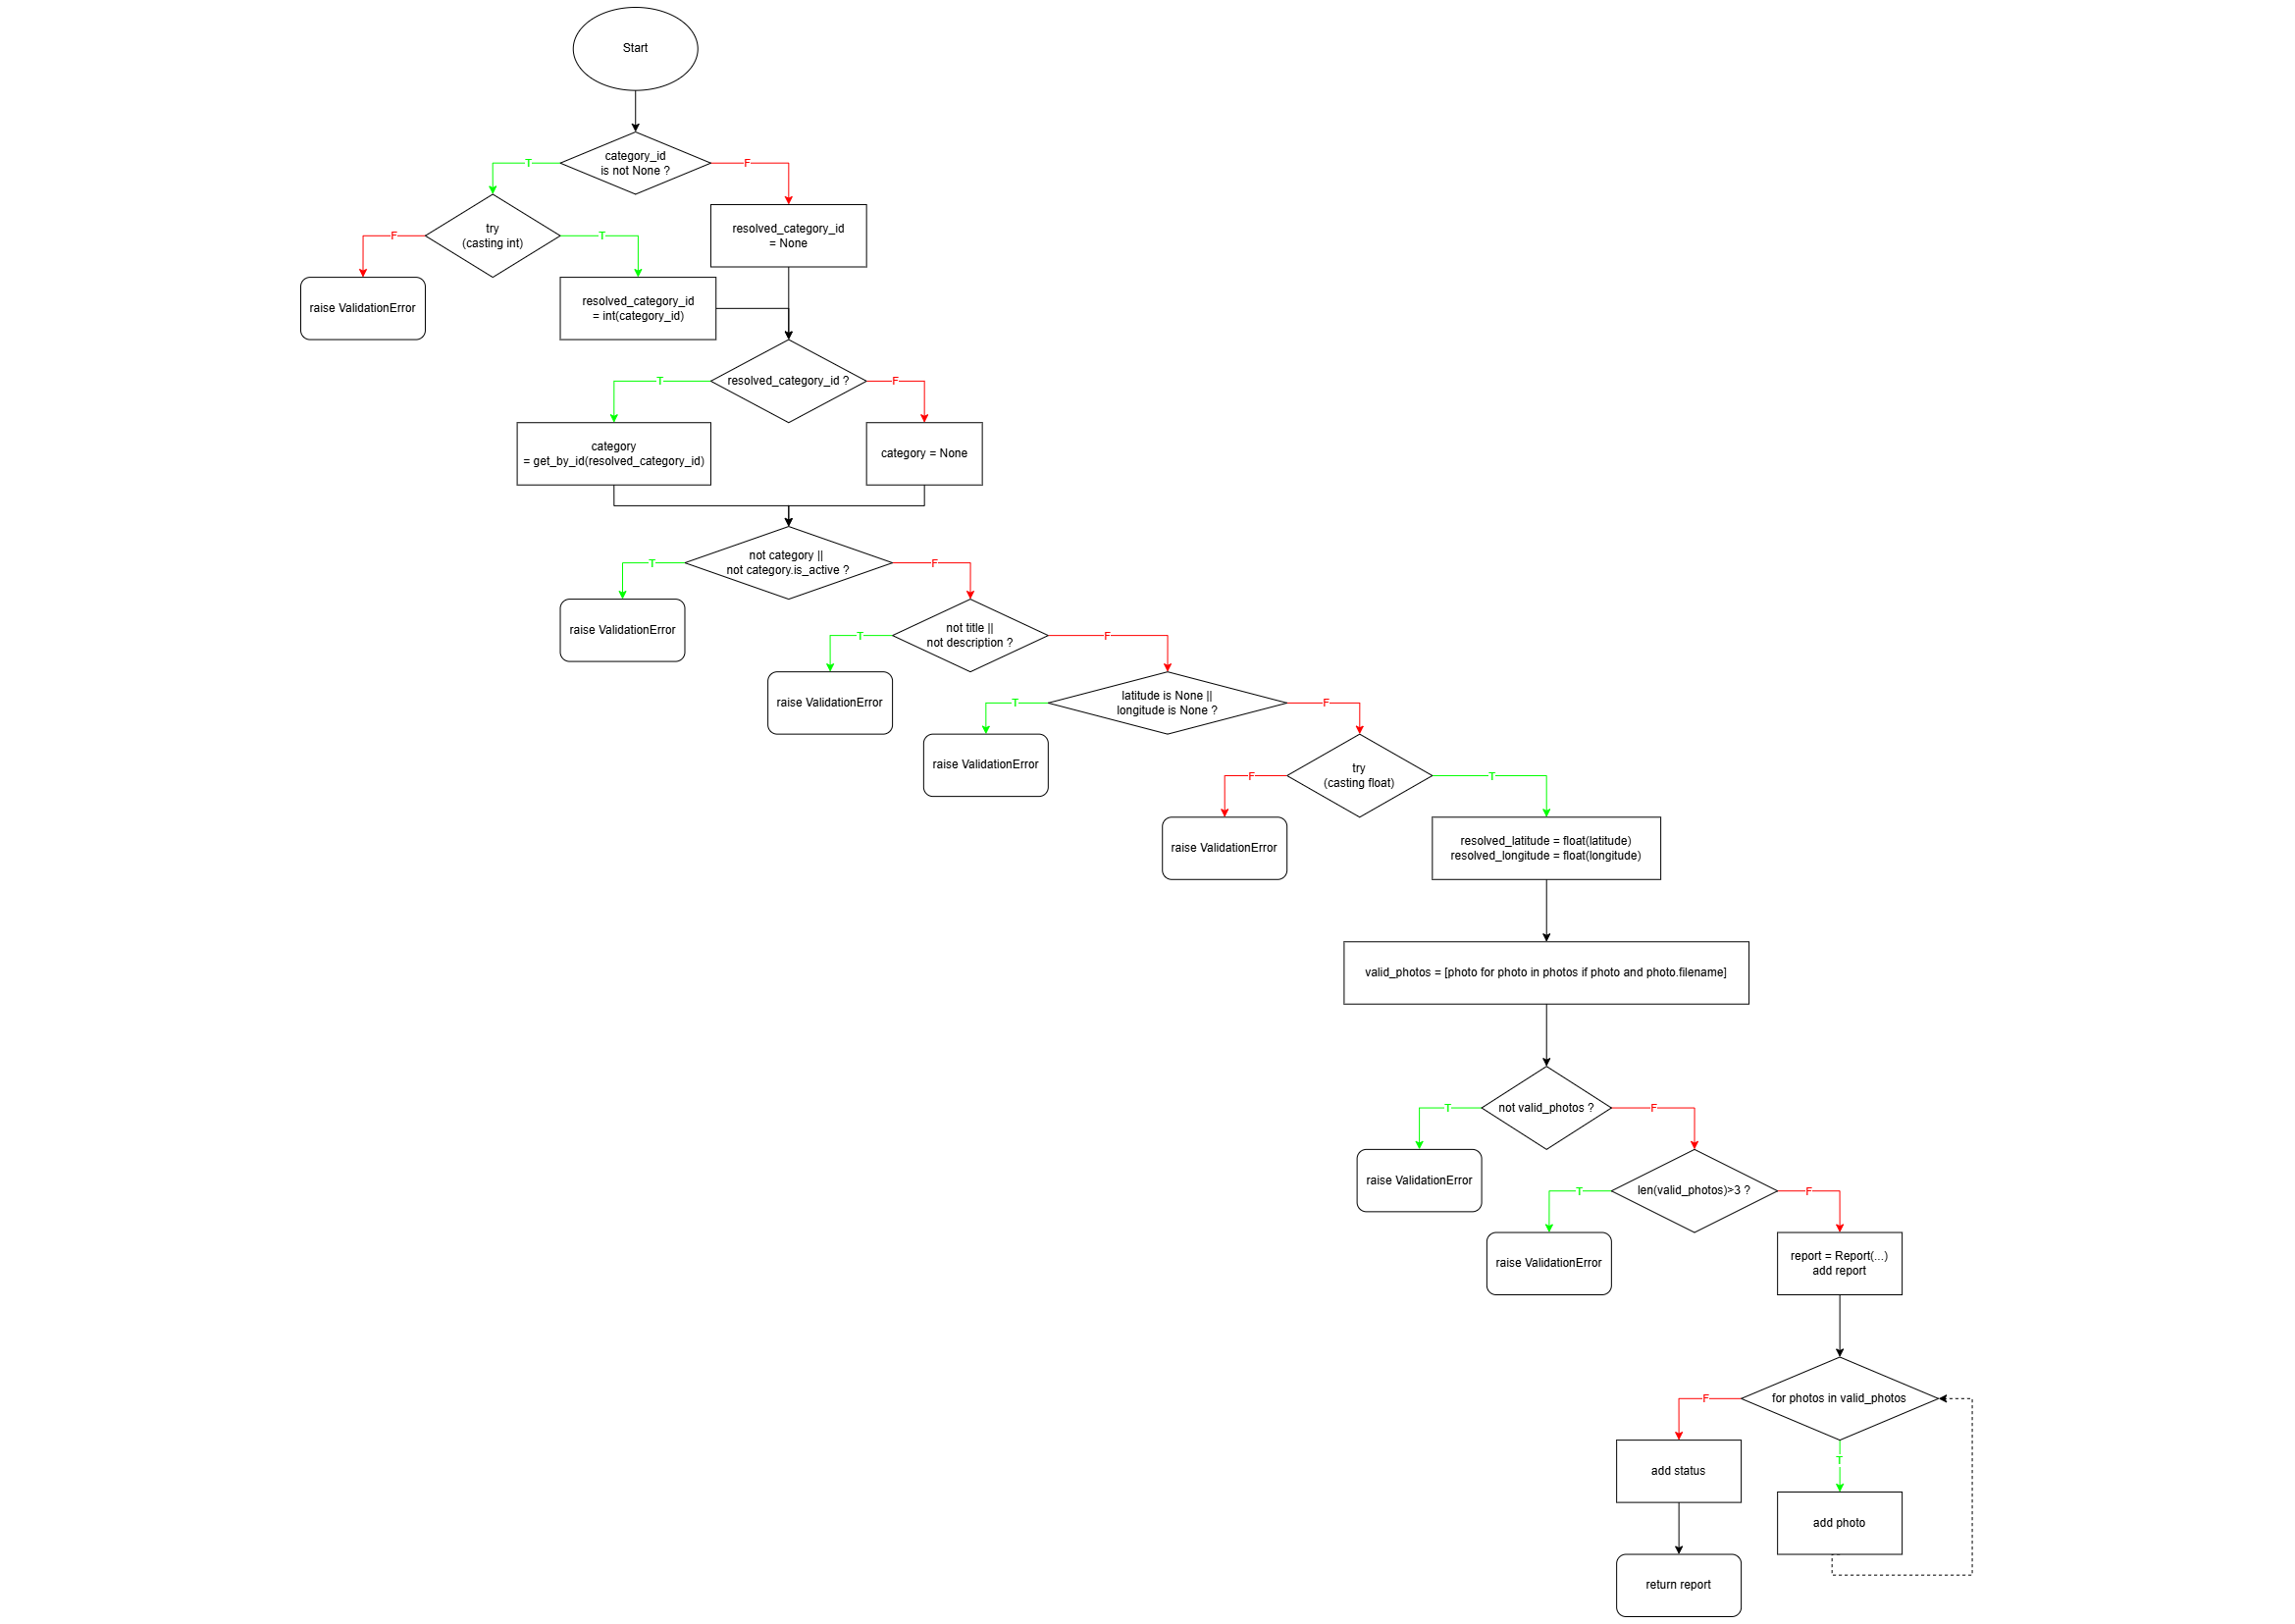 Start
category_id
is not None ?
T
F
try
(casting int)
F
T
resolved_category_id
= None
raise ValidationError
resolved_category_id
= int(category_id)
resolved_category_id ?
T
F
category
= get_by_id(resolved_category_id)
category = None
not category ||
not category.is_active ?
T
F
raise ValidationError
not title ||
not description ?
T
F
raise ValidationError
latitude is None ||
longitude is None ?
T
F
raise ValidationError
try
(casting float)
F
T
raise ValidationError
resolved_latitude = float(latitude)
resolved_longitude = float(longitude)
valid_photos = [photo for photo in photos if photo and photo.filename]
not valid_photos ?
T
F
raise ValidationError
len(valid_photos)>3 ?
T
F
raise ValidationError
report = Report(...)
add report
for photos in valid_photos
F
T
add status
add photo
return report